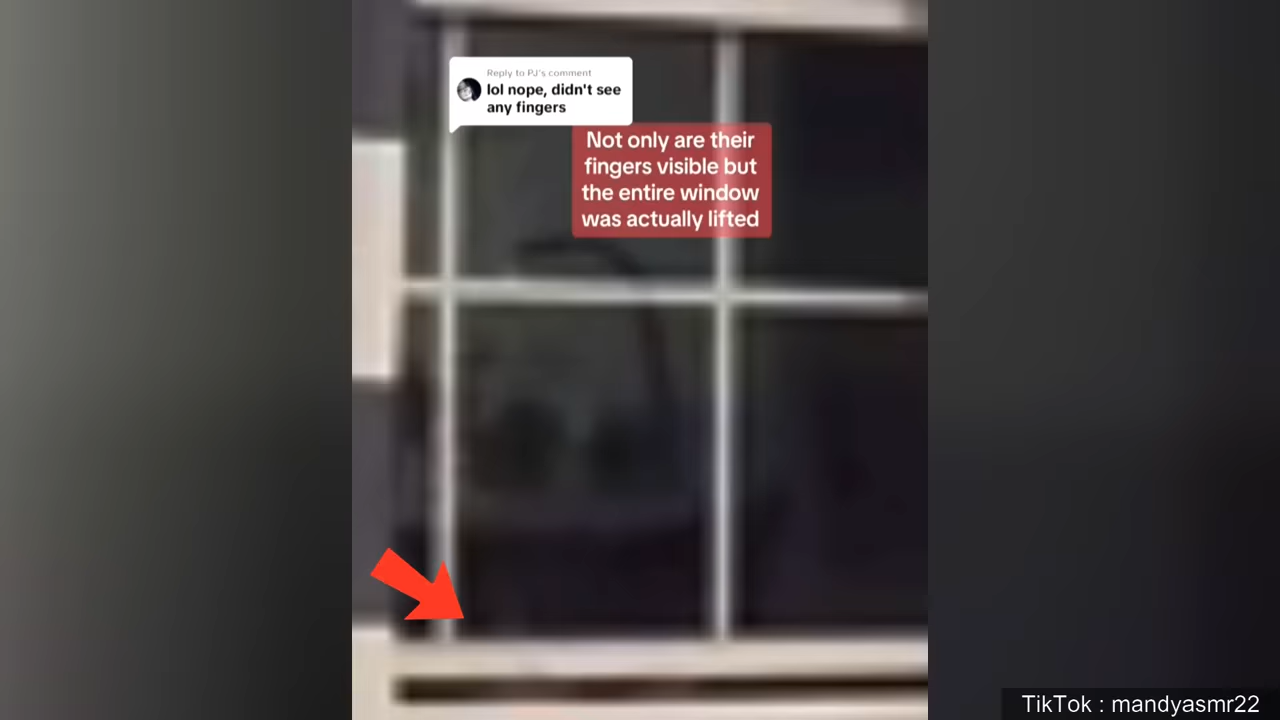 Reply to PJ's comment
lol nope, didn't see
any fingers
Not only are their
fingers visible but
the entire window
was actually lifted
TikTok : mandyasmr22